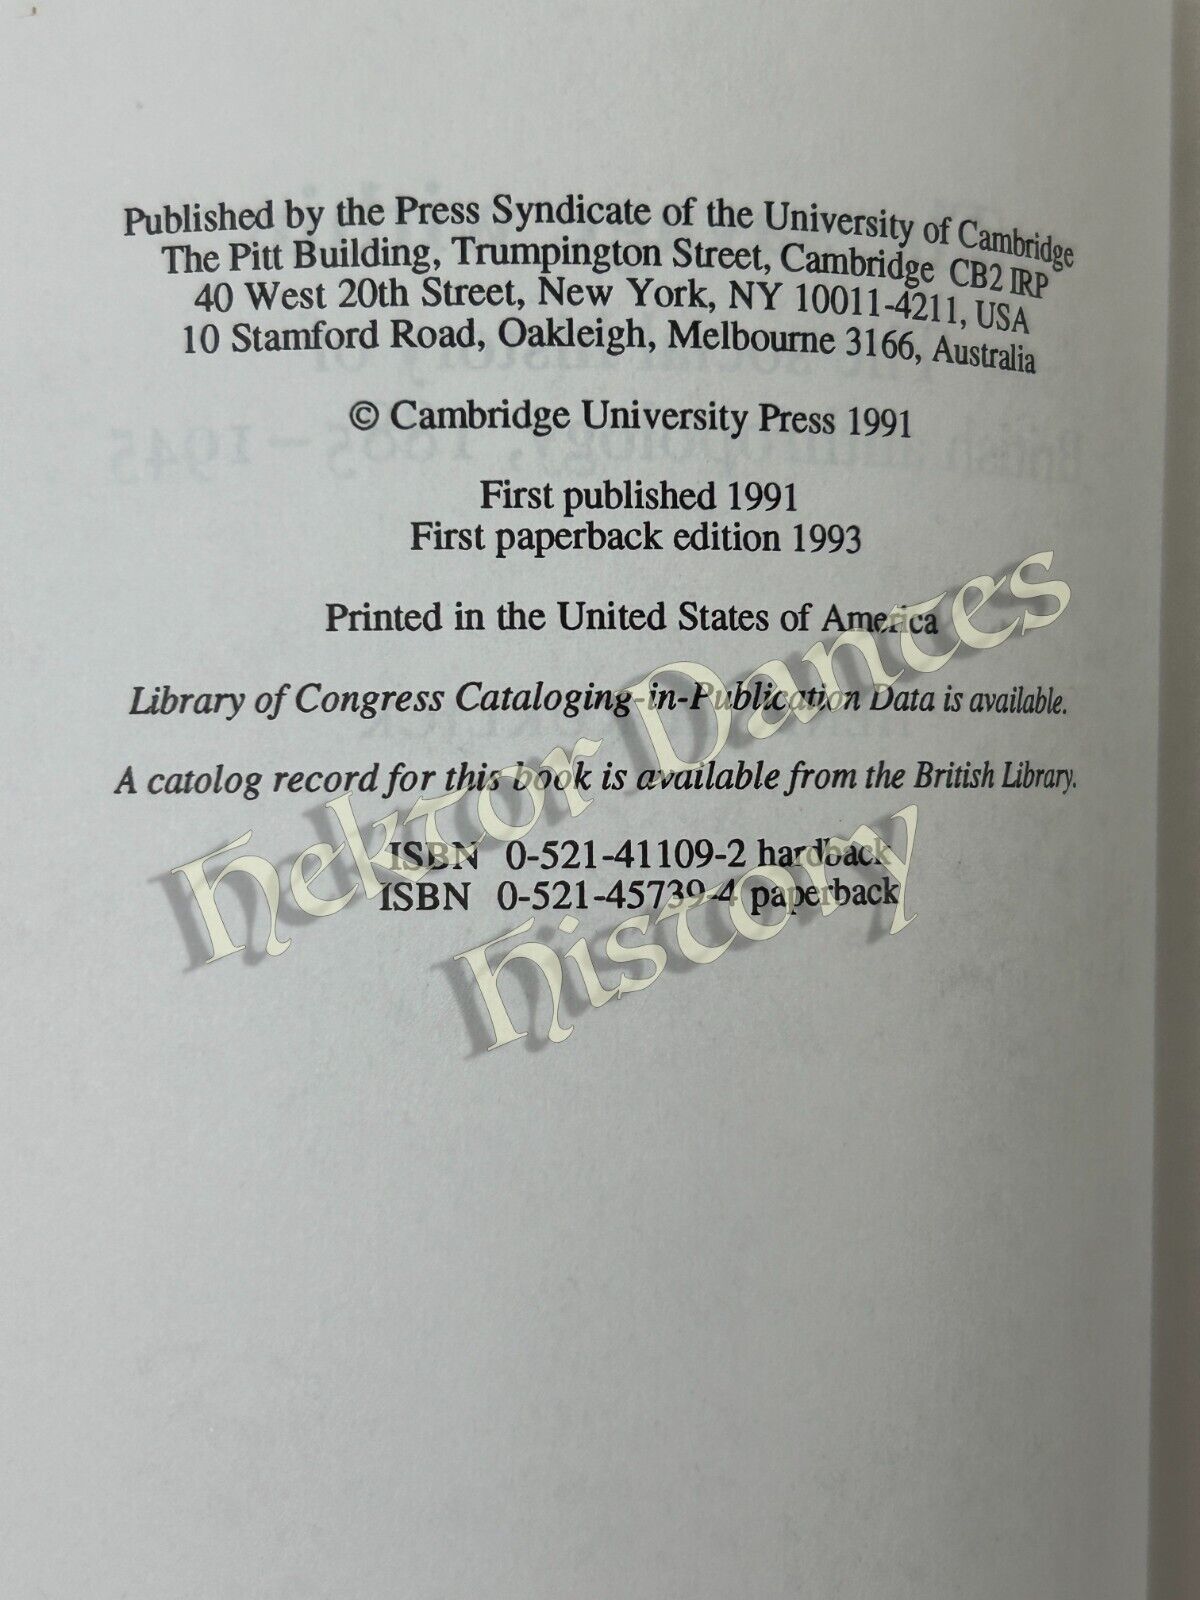 Published by the Press Syndicate of the University of Cambridge
The Pitt Building, Trumpington Street, Cambridge CB2 IRP
40 West 20th Street, New York, NY 10011-4211, USA
10 Stamford Road, Oakleigh, Melbourne 3166, Australia
© Cambridge University Press 1991
First published 1991
First paperback edition 1993
Printed in the United States of America
Library of Congress Cataloging-in-Publication Data is available.
A catolog record for this book is available from the British Library.
ISBN 0-521-41109-2 hardback
ISBN 0-521-45739-4 paperback
Hektor Dantes
History